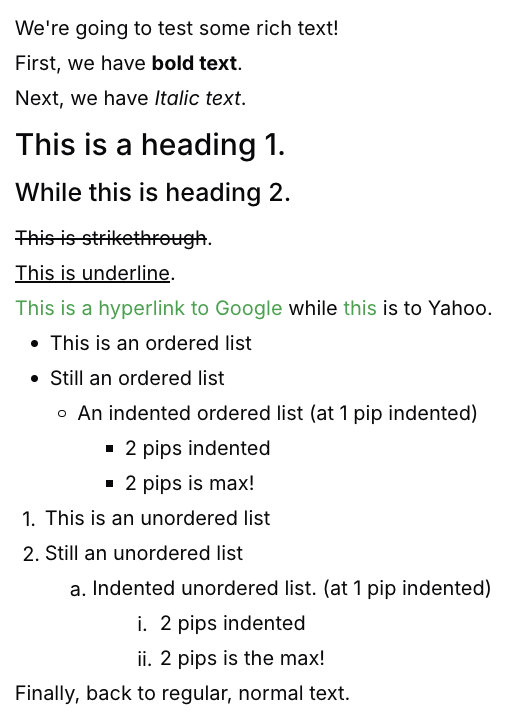 We're going to test some rich text!
First, we have bold text.
Next, we have Italic text.
This is a heading 1.
While this is heading 2.
This is strikethrough.
This is underline.
This is a hyperlink to Google while this is to Yahoo.
• This is an ordered list
• Still an ordered list
◦ An indented ordered list (at 1 pip indented)
▪ 2 pips indented
▪ 2 pips is max!
1. This is an unordered list
2. Still an unordered list
a. Indented unordered list. (at 1 pip indented)
i. 2 pips indented
ii. 2 pips is the max!
Finally, back to regular, normal text.